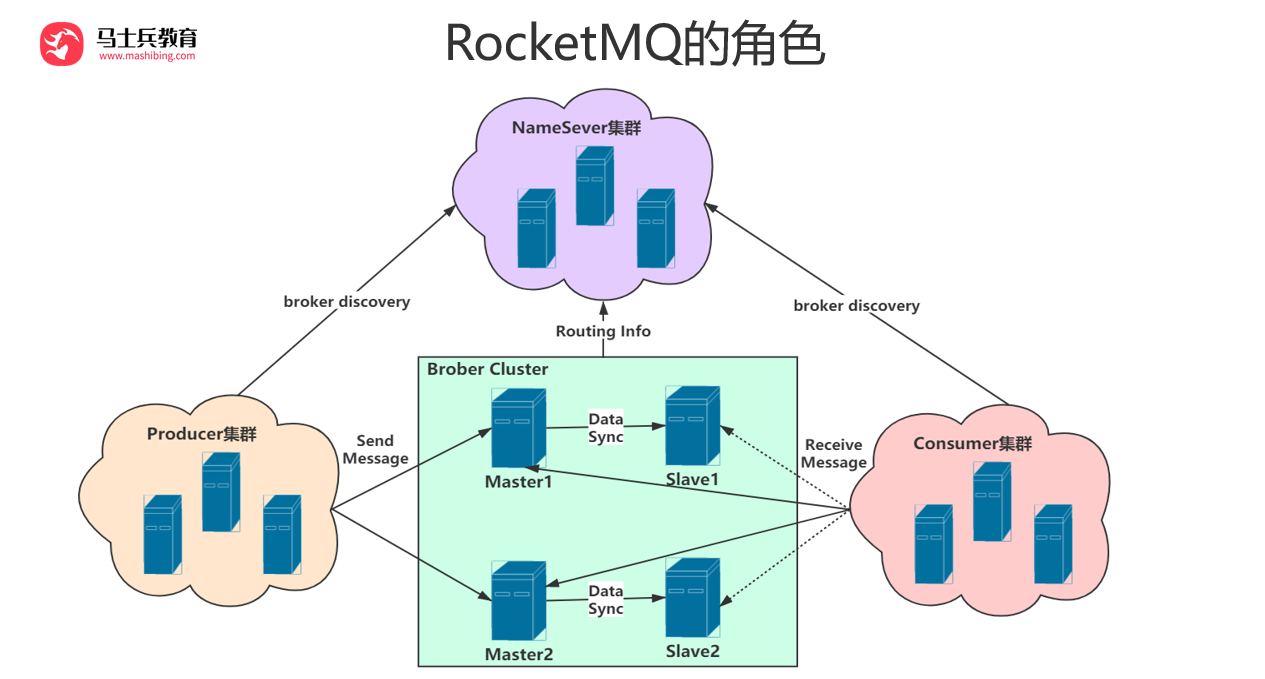 马士兵教育
www.mashibing.com
RocketMQ的角色
NameSever集群
broker discovery
broker discovery
Routing Info
Brober Cluster
Producer集群
Send
Message
Data
Sync
Master1
Slave1
Receive
Message
Consumer集群
Data
Sync
Master2
Slave2